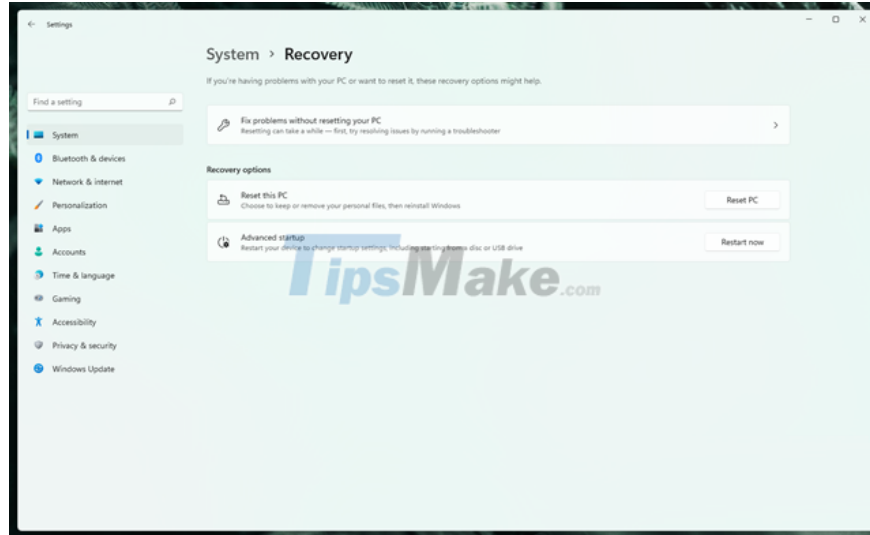 Settings
System > Recovery
If you're having problems with your PC or want to reset it, these recovery options might help.
Find a setting
Fix problems without resetting your PC
Resetting can take a while — first, try resolving issues by running a troubleshooter
System
Bluetooth & devices
Network & internet
Personalization
Apps
Accounts
Time & language
Gaming
Accessibility
Privacy & security
Windows Update
Recovery options
Reset this PC
Choose to keep or remove your personal files, then reinstall Windows
Reset PC
Advanced startup
Restart your device to change startup settings, including starting from a disc or USB drive
Restart now
TipsMake.com